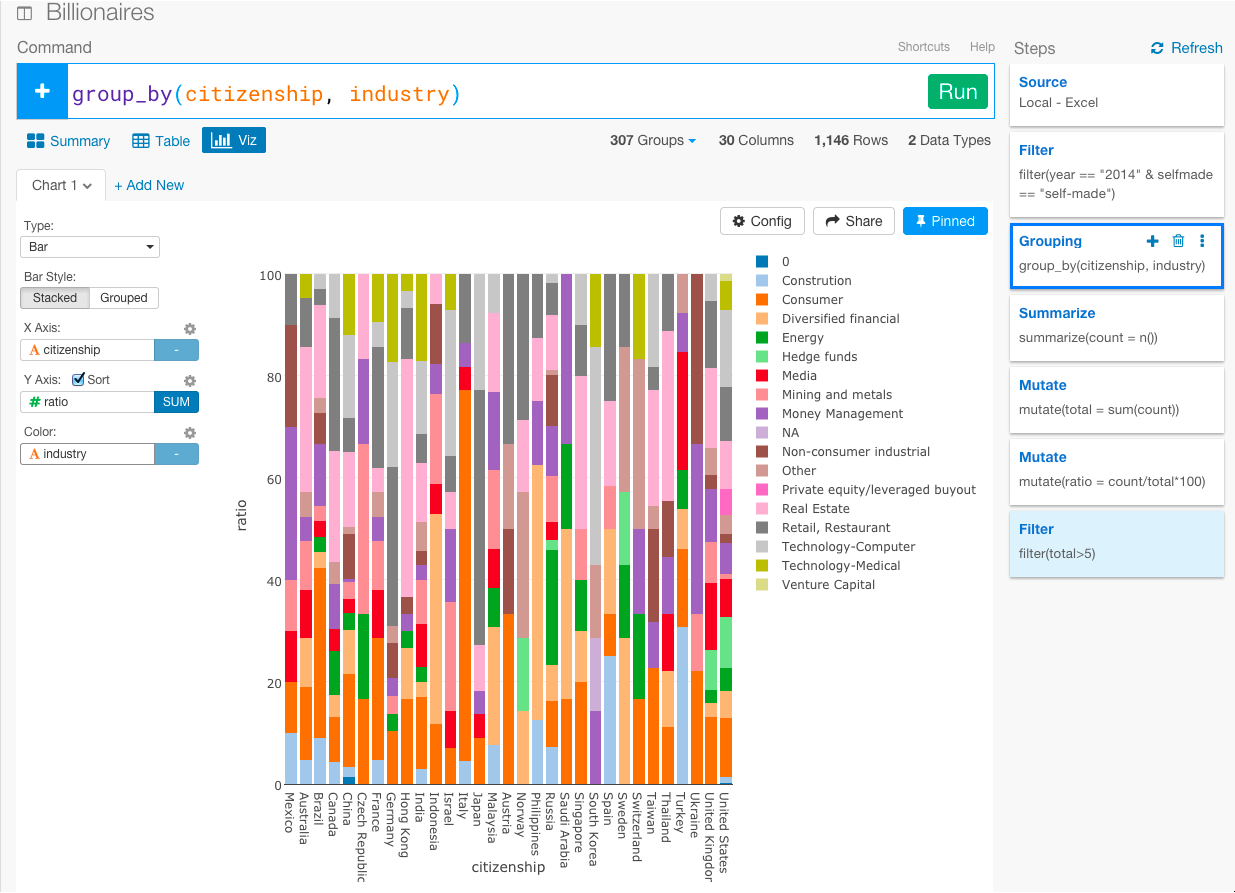 Billionaires
Command
Shortcuts Help
Steps
Refresh
+ group_by(citizenship, industry)
Run
Summary Table Viz
307 Groups 30 Columns 1,146 Rows 2 Data Types
Chart 1 + Add New
Config Share Pinned
Type:
Bar
Bar Style:
Stacked Grouped
X Axis:
A citizenship -
Y Axis: Sort
# ratio SUM
Color:
A industry -
ratio
100
80
60
40
20
0
Mexico
Australia
Brazil
Canada
China
Czech Republic
France
Germany
Hong Kong
India
Indonesia
Israel
Italy
Japan
Malaysia
Austria
Norway
Philippines
Russia
Saudi Arabia
Singapore
South Korea
Spain
Sweden
Switzerland
Taiwan
Thailand
Turkey
Ukraine
United Kingdor
United States
citizenship
0
Constrution
Consumer
Diversified financial
Energy
Hedge funds
Media
Mining and metals
Money Management
NA
Non-consumer industrial
Other
Private equity/leveraged buyout
Real Estate
Retail, Restaurant
Technology-Computer
Technology-Medical
Venture Capital
Source
Local - Excel
Filter
filter(year == "2014" & selfmade
== "self-made")
Grouping
group_by(citizenship, industry)
Summarize
summarize(count = n())
Mutate
mutate(total = sum(count))
Mutate
mutate(ratio = count/total*100)
Filter
filter(total>5)